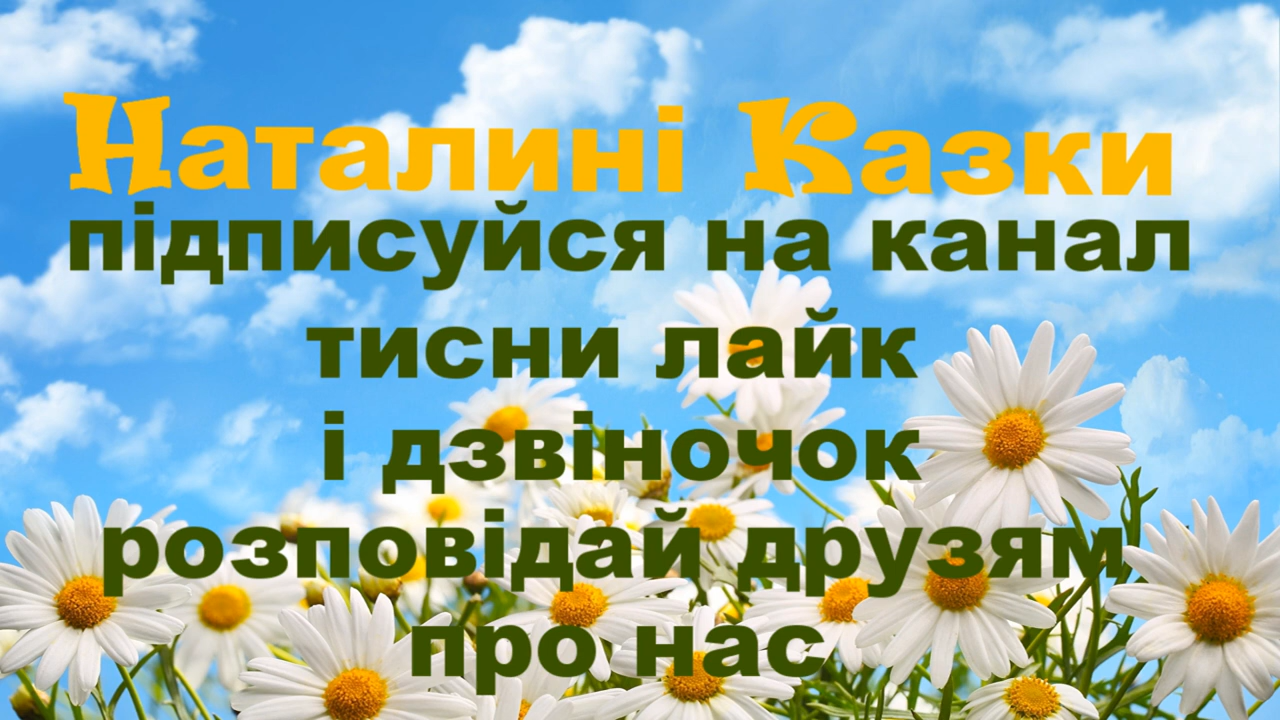 Наталині Казки
підписуйся на канал
тисни лайк
і дзвіночок
розповідай друзям
про нас